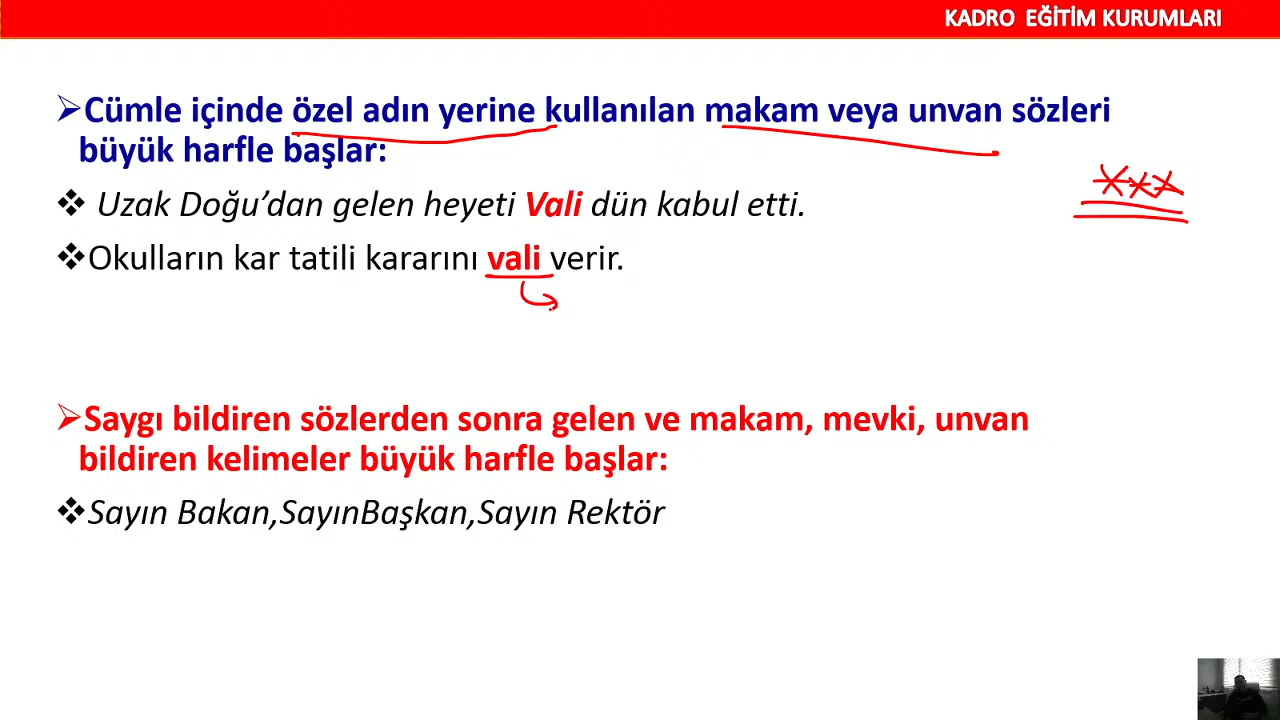 KADRO EĞİTİM KURUMLARI
➢Cümle içinde özel adın yerine kullanılan makam veya unvan sözleri
büyük harfle başlar:
❖ Uzak Doğu’dan gelen heyeti Vali dün kabul etti.
❖Okulların kar tatili kararını vali verir.
➢Saygı bildiren sözlerden sonra gelen ve makam, mevki, unvan
bildiren kelimeler büyük harfle başlar:
❖Sayın Bakan,SayınBaşkan,Sayın Rektör